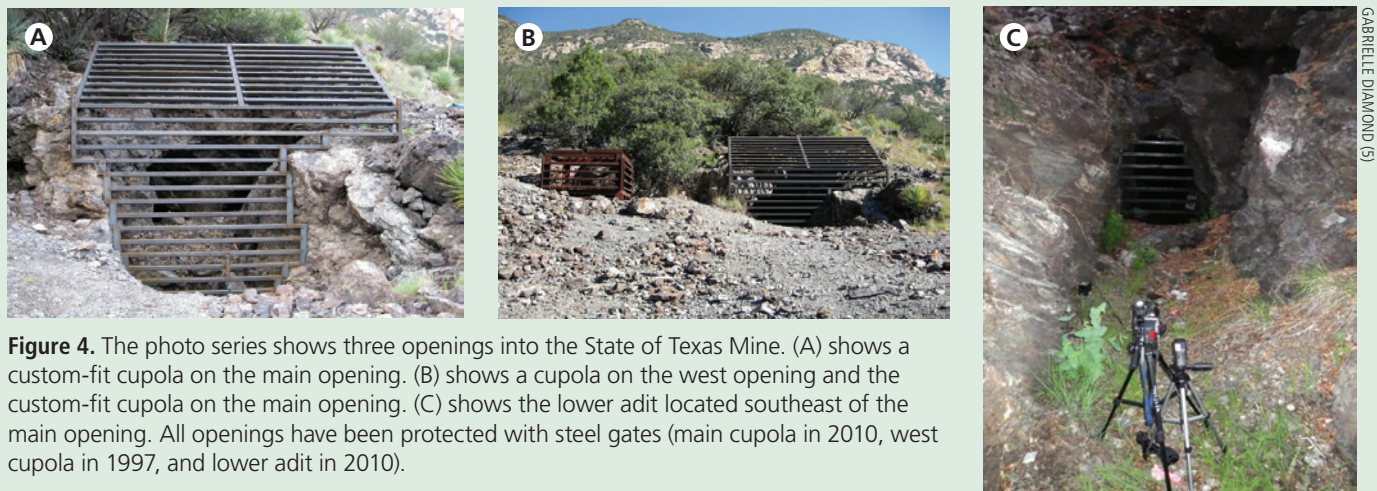 A
B
C
GABRIELLE DIAMOND (5)
Figure 4. The photo series shows three openings into the State of Texas Mine. (A) shows a
custom-fit cupola on the main opening. (B) shows a cupola on the west opening and the
custom-fit cupola on the main opening. (C) shows the lower adit located southeast of the
main opening. All openings have been protected with steel gates (main cupola in 2010, west
cupola in 1997, and lower adit in 2010).